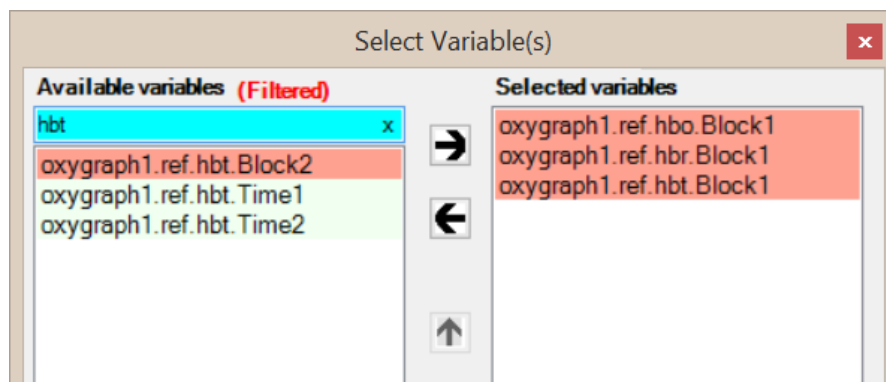 Select Variable(s)
x
Available variables (Filtered)
hbt x
oxygraph1.ref.hbt.Block2
oxygraph1.ref.hbt.Time1
oxygraph1.ref.hbt.Time2
Selected variables
oxygraph1.ref.hbo.Block1
oxygraph1.ref.hbr.Block1
oxygraph1.ref.hbt.Block1